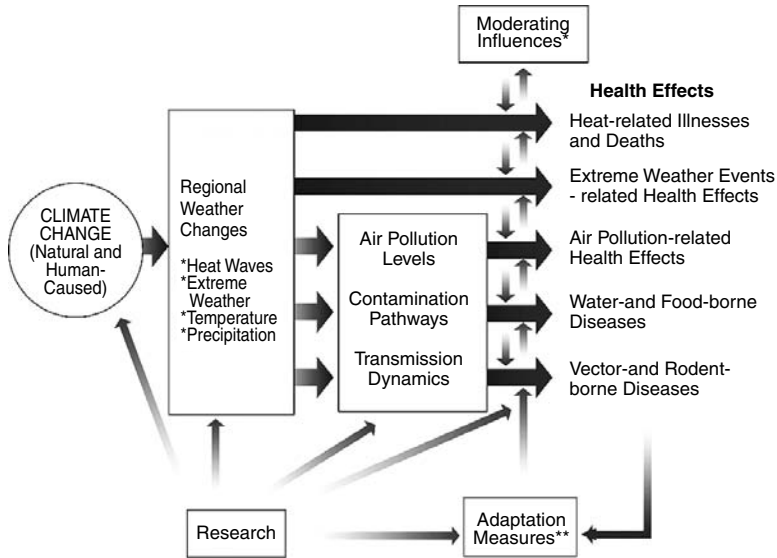 Moderating
Influences*
Health Effects
Heat-related Illnesses
and Deaths
Extreme Weather Events
- related Health Effects
Air Pollution-related
Health Effects
Water-and Food-borne
Diseases
Vector-and Rodent-
borne Diseases
CLIMATE
CHANGE
(Natural and
Human-
Caused)
Regional
Weather
Changes
*Heat Waves
*Extreme
Weather
*Temperature
*Precipitation
Air Pollution
Levels
Contamination
Pathways
Transmission
Dynamics
Research
Adaptation
Measures**